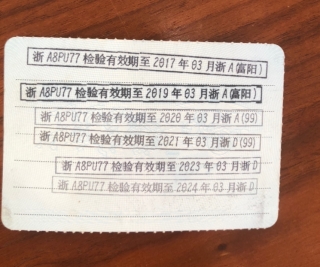 浙 A8PU77 检验有效期至 2017 年 03 月浙 A(富阳)
浙 A8PU77 检验有效期至 2019 年 03 月浙 A(富阳)
浙 A8PU77 检验有效期至 2020 年 03 月浙 A(99)
浙 A8PU77 检验有效期至 2021 年 03 月浙 D(99)
浙 A8PU77 检验有效期至 2023 年 03 月浙 D
浙 A8PU77 检验有效期至 2024 年 03 月浙 D